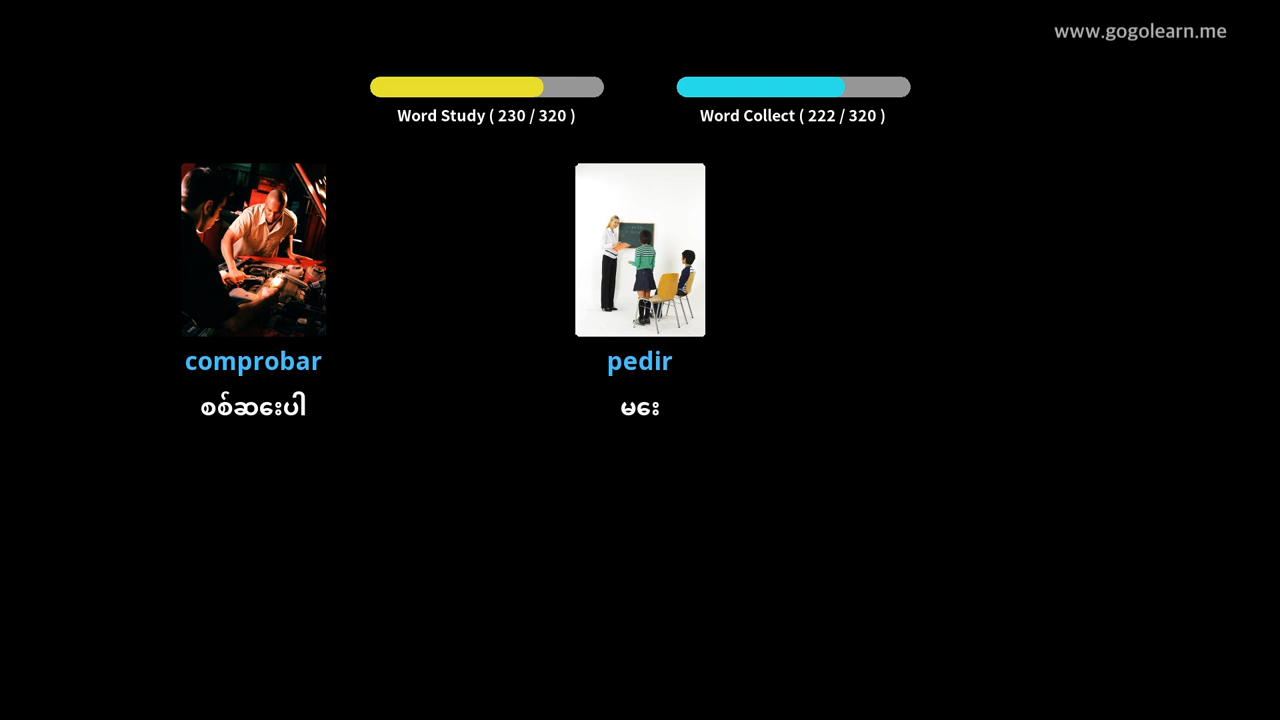 www.gogolearn.me
Word Study ( 230 / 320 )
Word Collect ( 222 / 320 )
comprobar
pedir
စစ်ဆေးပါ
မေး